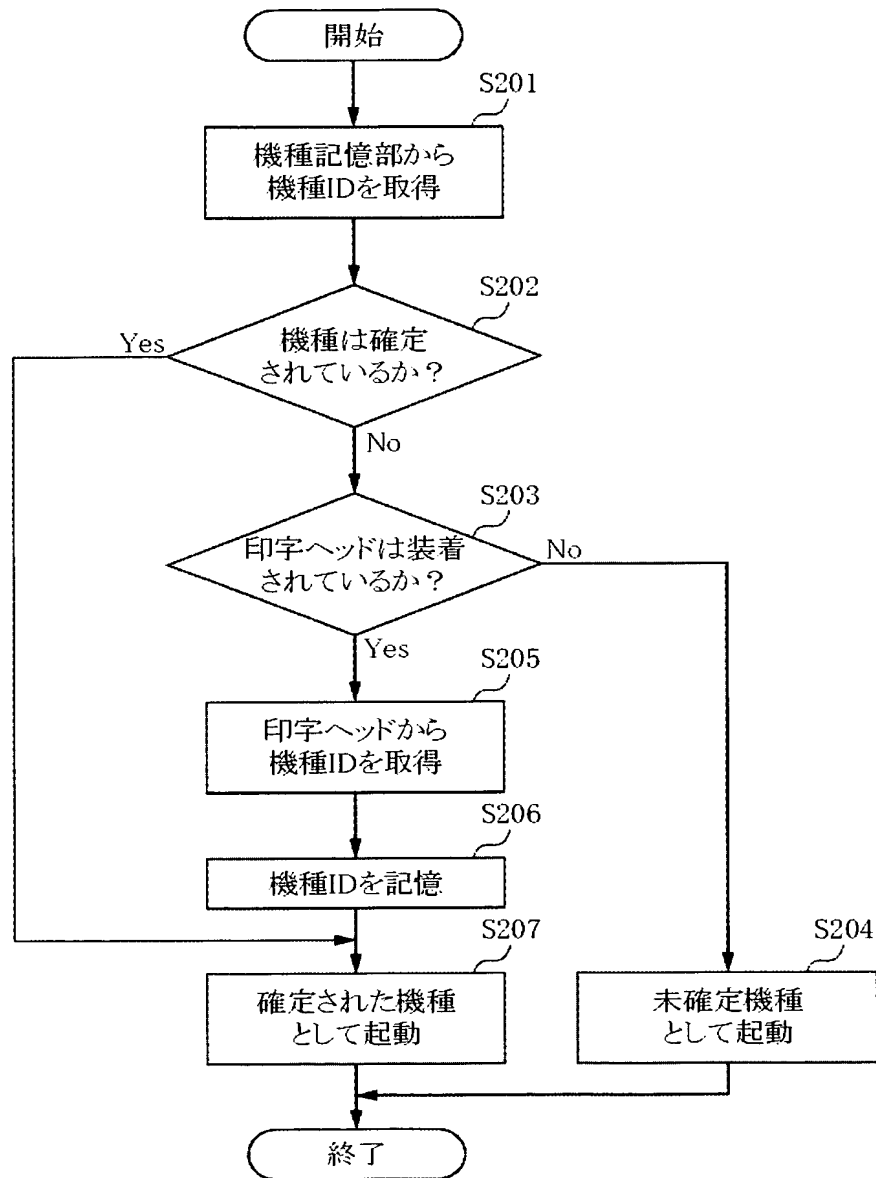 開始
S201
機種記憶部から
機種IDを取得
S202
機種は確定
されているか？
Yes
No
S203
印字ヘッドは装着
されているか？
No
Yes
S205
印字ヘッドから
機種IDを取得
S206
機種IDを記憶
S207
確定された機種
として起動
S204
未確定機種
として起動
終了